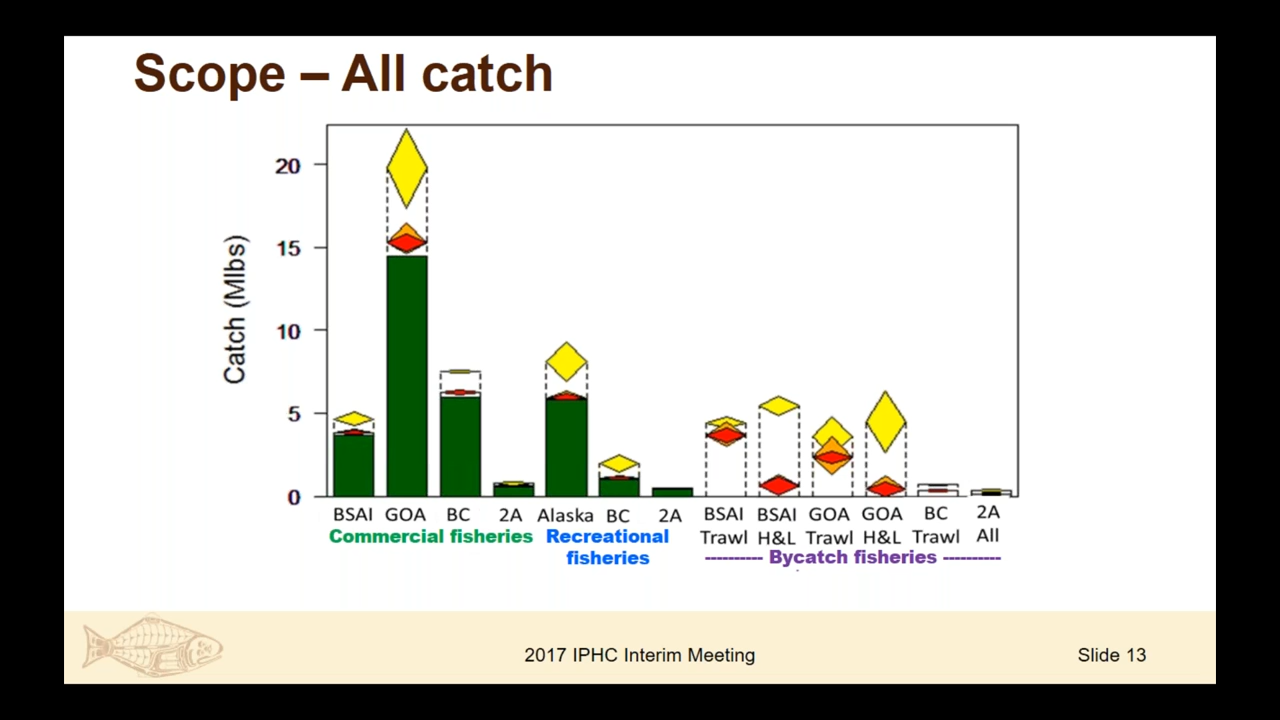 Scope – All catch
Catch (Mlbs)
20
15
10
5
0
BSAI GOA BC 2A Alaska BC 2A BSAI Trawl BSAI H&L GOA Trawl GOA H&L BC Trawl 2A All
Commercial fisheries Recreational fisheries ---------- Bycatch fisheries ----------
2017 IPHC Interim Meeting
Slide 13